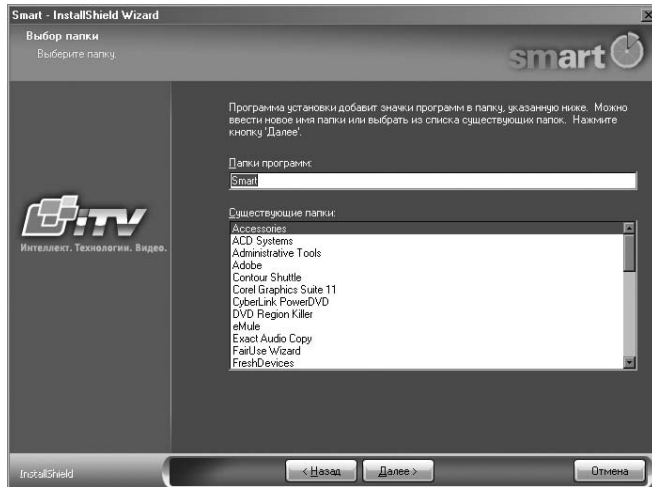 Smart - InstallShield Wizard
Выбор папки
Выберите папку.
smart
Программа установки добавит значки программ в папку, указанную ниже. Можно
ввести новое имя папки или выбрать из списка существующих папок. Нажмите
кнопку 'Далее'.
Папки программ:
Smart
Существующие папки:
Accessories
ACD Systems
Administrative Tools
Adobe
Contour Shuttle
Corel Graphics Suite 11
CyberLink PowerDVD
DVD Region Killer
eMule
Exact Audio Copy
FairUse Wizard
FreshDevices
iTV
Интеллект. Технологии. Видео.
InstallShield
< Назад
Далее >
Отмена